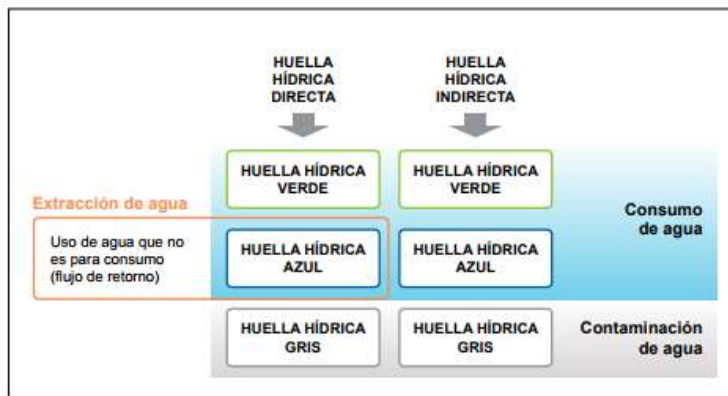 HUELLA
HÍDRICA
DIRECTA
HUELLA
HÍDRICA
INDIRECTA
HUELLA HÍDRICA
VERDE
HUELLA HÍDRICA
VERDE
Consumo
de agua
Extracción de agua
Uso de agua que no
es para consumo
(flujo de retorno)
HUELLA HÍDRICA
AZUL
HUELLA HÍDRICA
AZUL
HUELLA HÍDRICA
GRIS
HUELLA HÍDRICA
GRIS
Contaminación
de agua